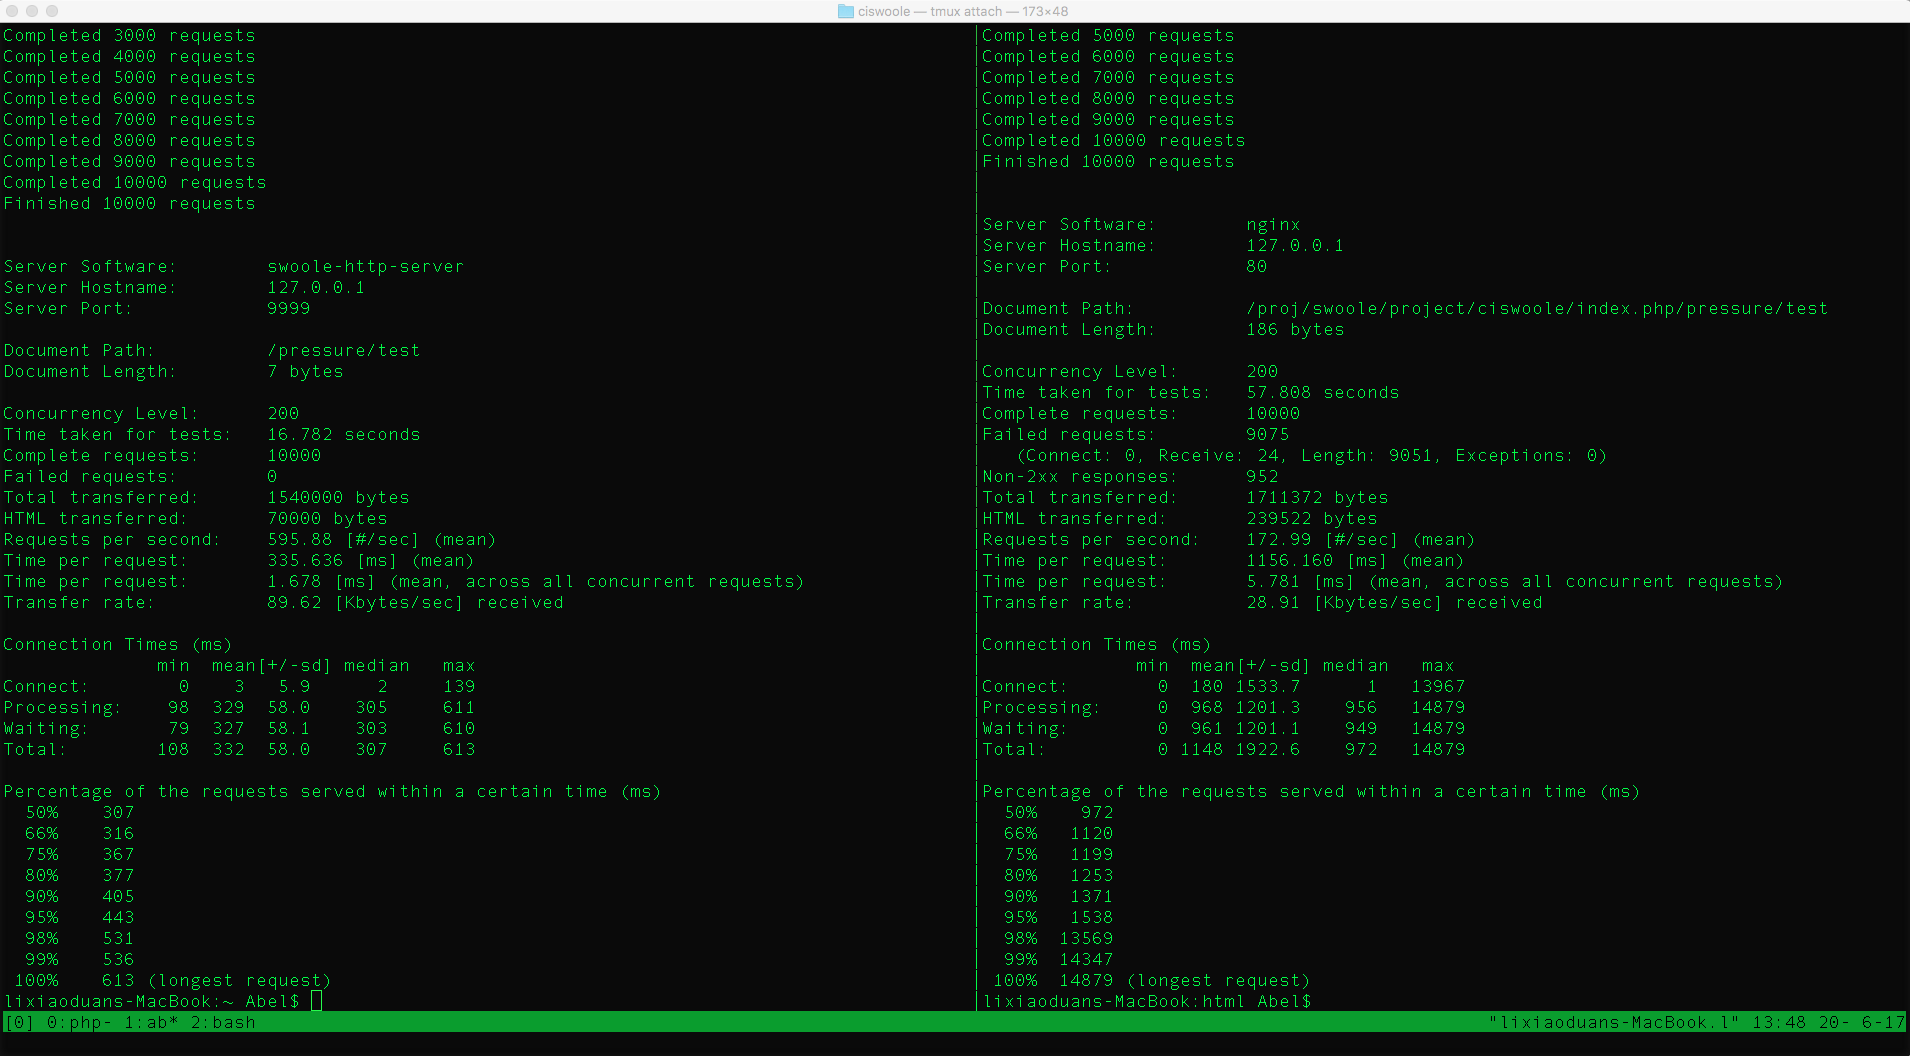 ciswoole — tmux attach — 173×48
Completed 3000 requests
Completed 4000 requests
Completed 5000 requests
Completed 6000 requests
Completed 7000 requests
Completed 8000 requests
Completed 9000 requests
Completed 10000 requests
Finished 10000 requests
Server Software: swoole-http-server
Server Hostname: 127.0.0.1
Server Port: 9999
Document Path: /pressure/test
Document Length: 7 bytes
Concurrency Level: 200
Time taken for tests: 16.782 seconds
Complete requests: 10000
Failed requests: 0
Total transferred: 1540000 bytes
HTML transferred: 70000 bytes
Requests per second: 595.88 [#/sec] (mean)
Time per request: 335.636 [ms] (mean)
Time per request: 1.678 [ms] (mean, across all concurrent requests)
Transfer rate: 89.62 [Kbytes/sec] received
Connection Times (ms)
min mean[+/-sd] median max
Connect: 0 3 5.9 2 139
Processing: 98 329 58.0 305 611
Waiting: 79 327 58.1 303 610
Total: 108 332 58.0 307 613
Percentage of the requests served within a certain time (ms)
50% 307
66% 316
75% 367
80% 377
90% 405
95% 443
98% 531
99% 536
100% 613 (longest request)
lixiaoduans-MacBook:~ Abel$
Completed 5000 requests
Completed 6000 requests
Completed 7000 requests
Completed 8000 requests
Completed 9000 requests
Completed 10000 requests
Finished 10000 requests
Server Software: nginx
Server Hostname: 127.0.0.1
Server Port: 80
Document Path: /proj/swoole/project/ciswoole/index.php/pressure/test
Document Length: 186 bytes
Concurrency Level: 200
Time taken for tests: 57.808 seconds
Complete requests: 10000
Failed requests: 9075
(Connect: 0, Receive: 24, Length: 9051, Exceptions: 0)
Non-2xx responses: 952
Total transferred: 1711372 bytes
HTML transferred: 239522 bytes
Requests per second: 172.99 [#/sec] (mean)
Time per request: 1156.160 [ms] (mean)
Time per request: 5.781 [ms] (mean, across all concurrent requests)
Transfer rate: 28.91 [Kbytes/sec] received
Connection Times (ms)
min mean[+/-sd] median max
Connect: 0 180 1533.7 1 13967
Processing: 0 968 1201.3 956 14879
Waiting: 0 961 1201.1 949 14879
Total: 0 1148 1922.6 972 14879
Percentage of the requests served within a certain time (ms)
50% 972
66% 1120
75% 1199
80% 1253
90% 1371
95% 1538
98% 13569
99% 14347
100% 14879 (longest request)
lixiaoduans-MacBook:html Abel$
[0] 0:php- 1:ab* 2:bash "lixiaoduans-MacBook.l" 13:48 20- 6-17